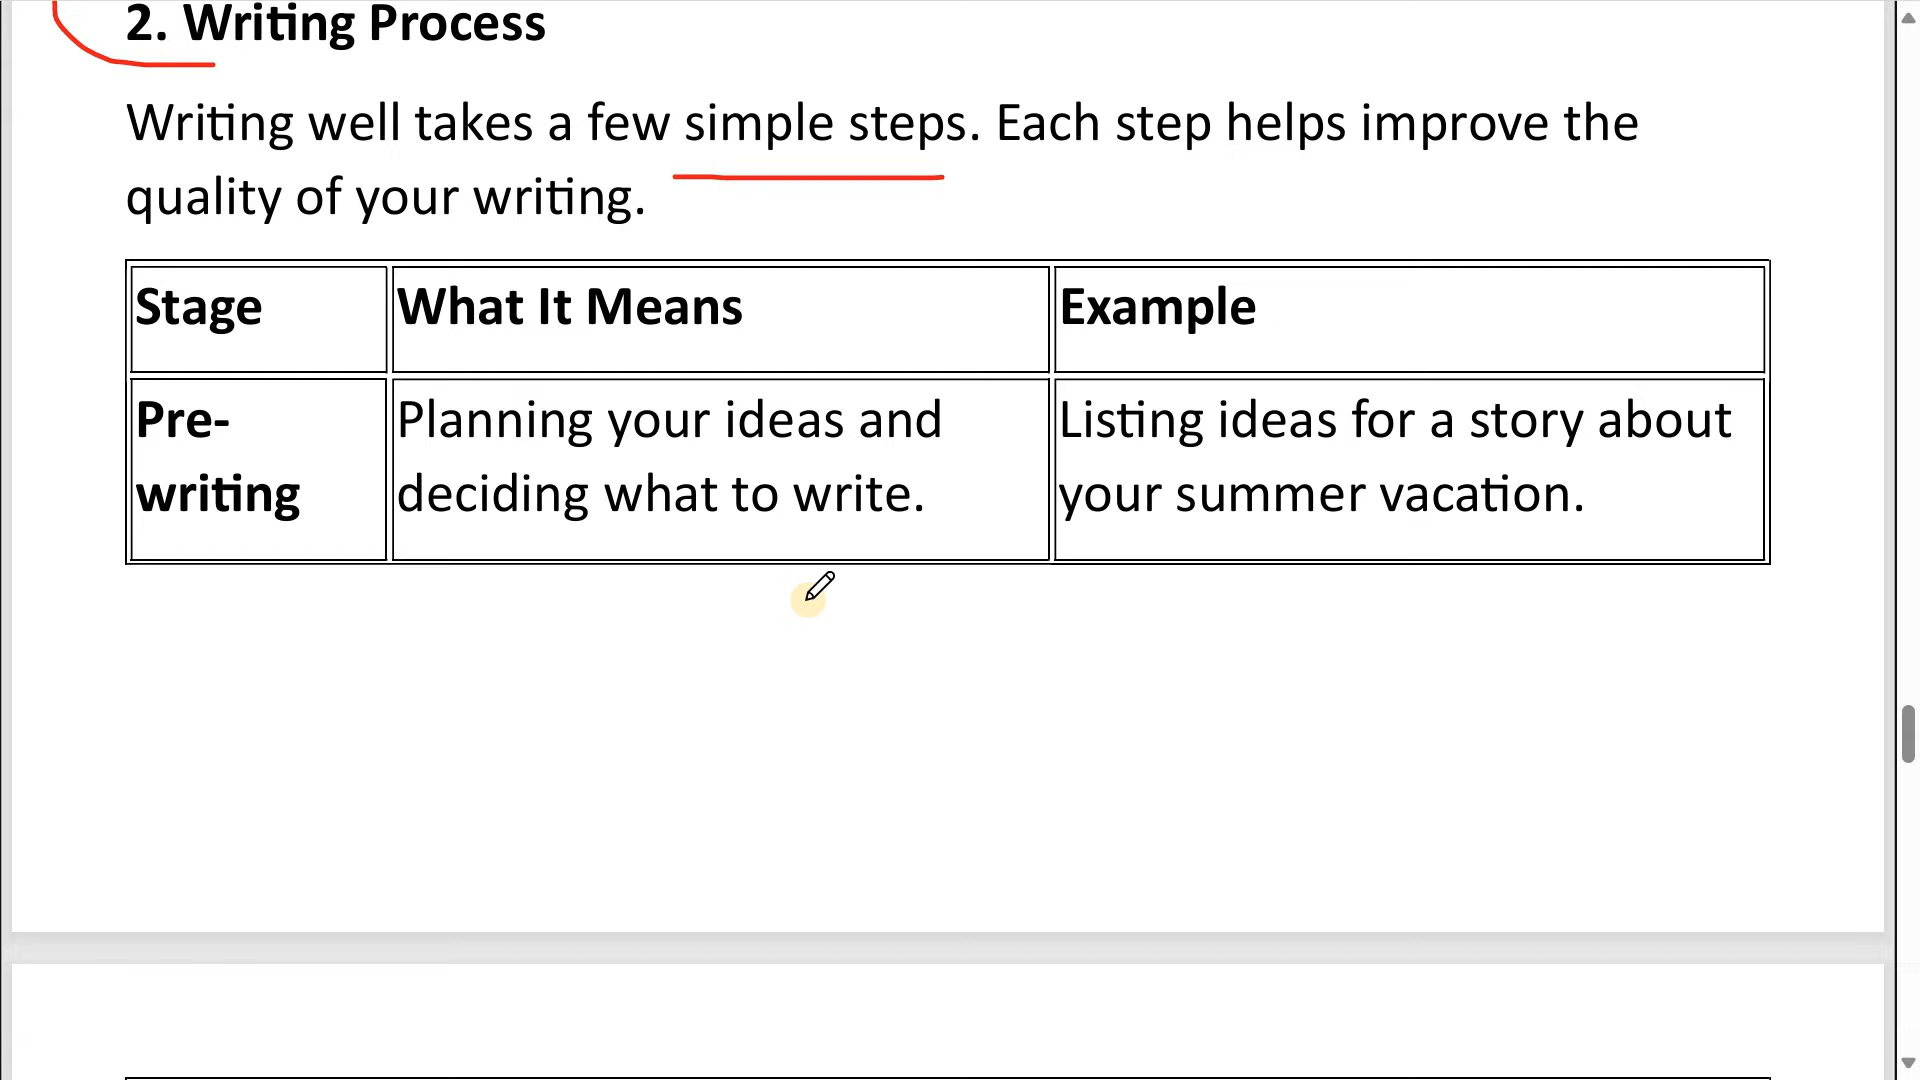 2. Writing Process
Writing well takes a few simple steps. Each step helps improve the
quality of your writing.
Stage What It Means Example
Pre- Planning your ideas and Listing ideas for a story about
writing deciding what to write. your summer vacation.